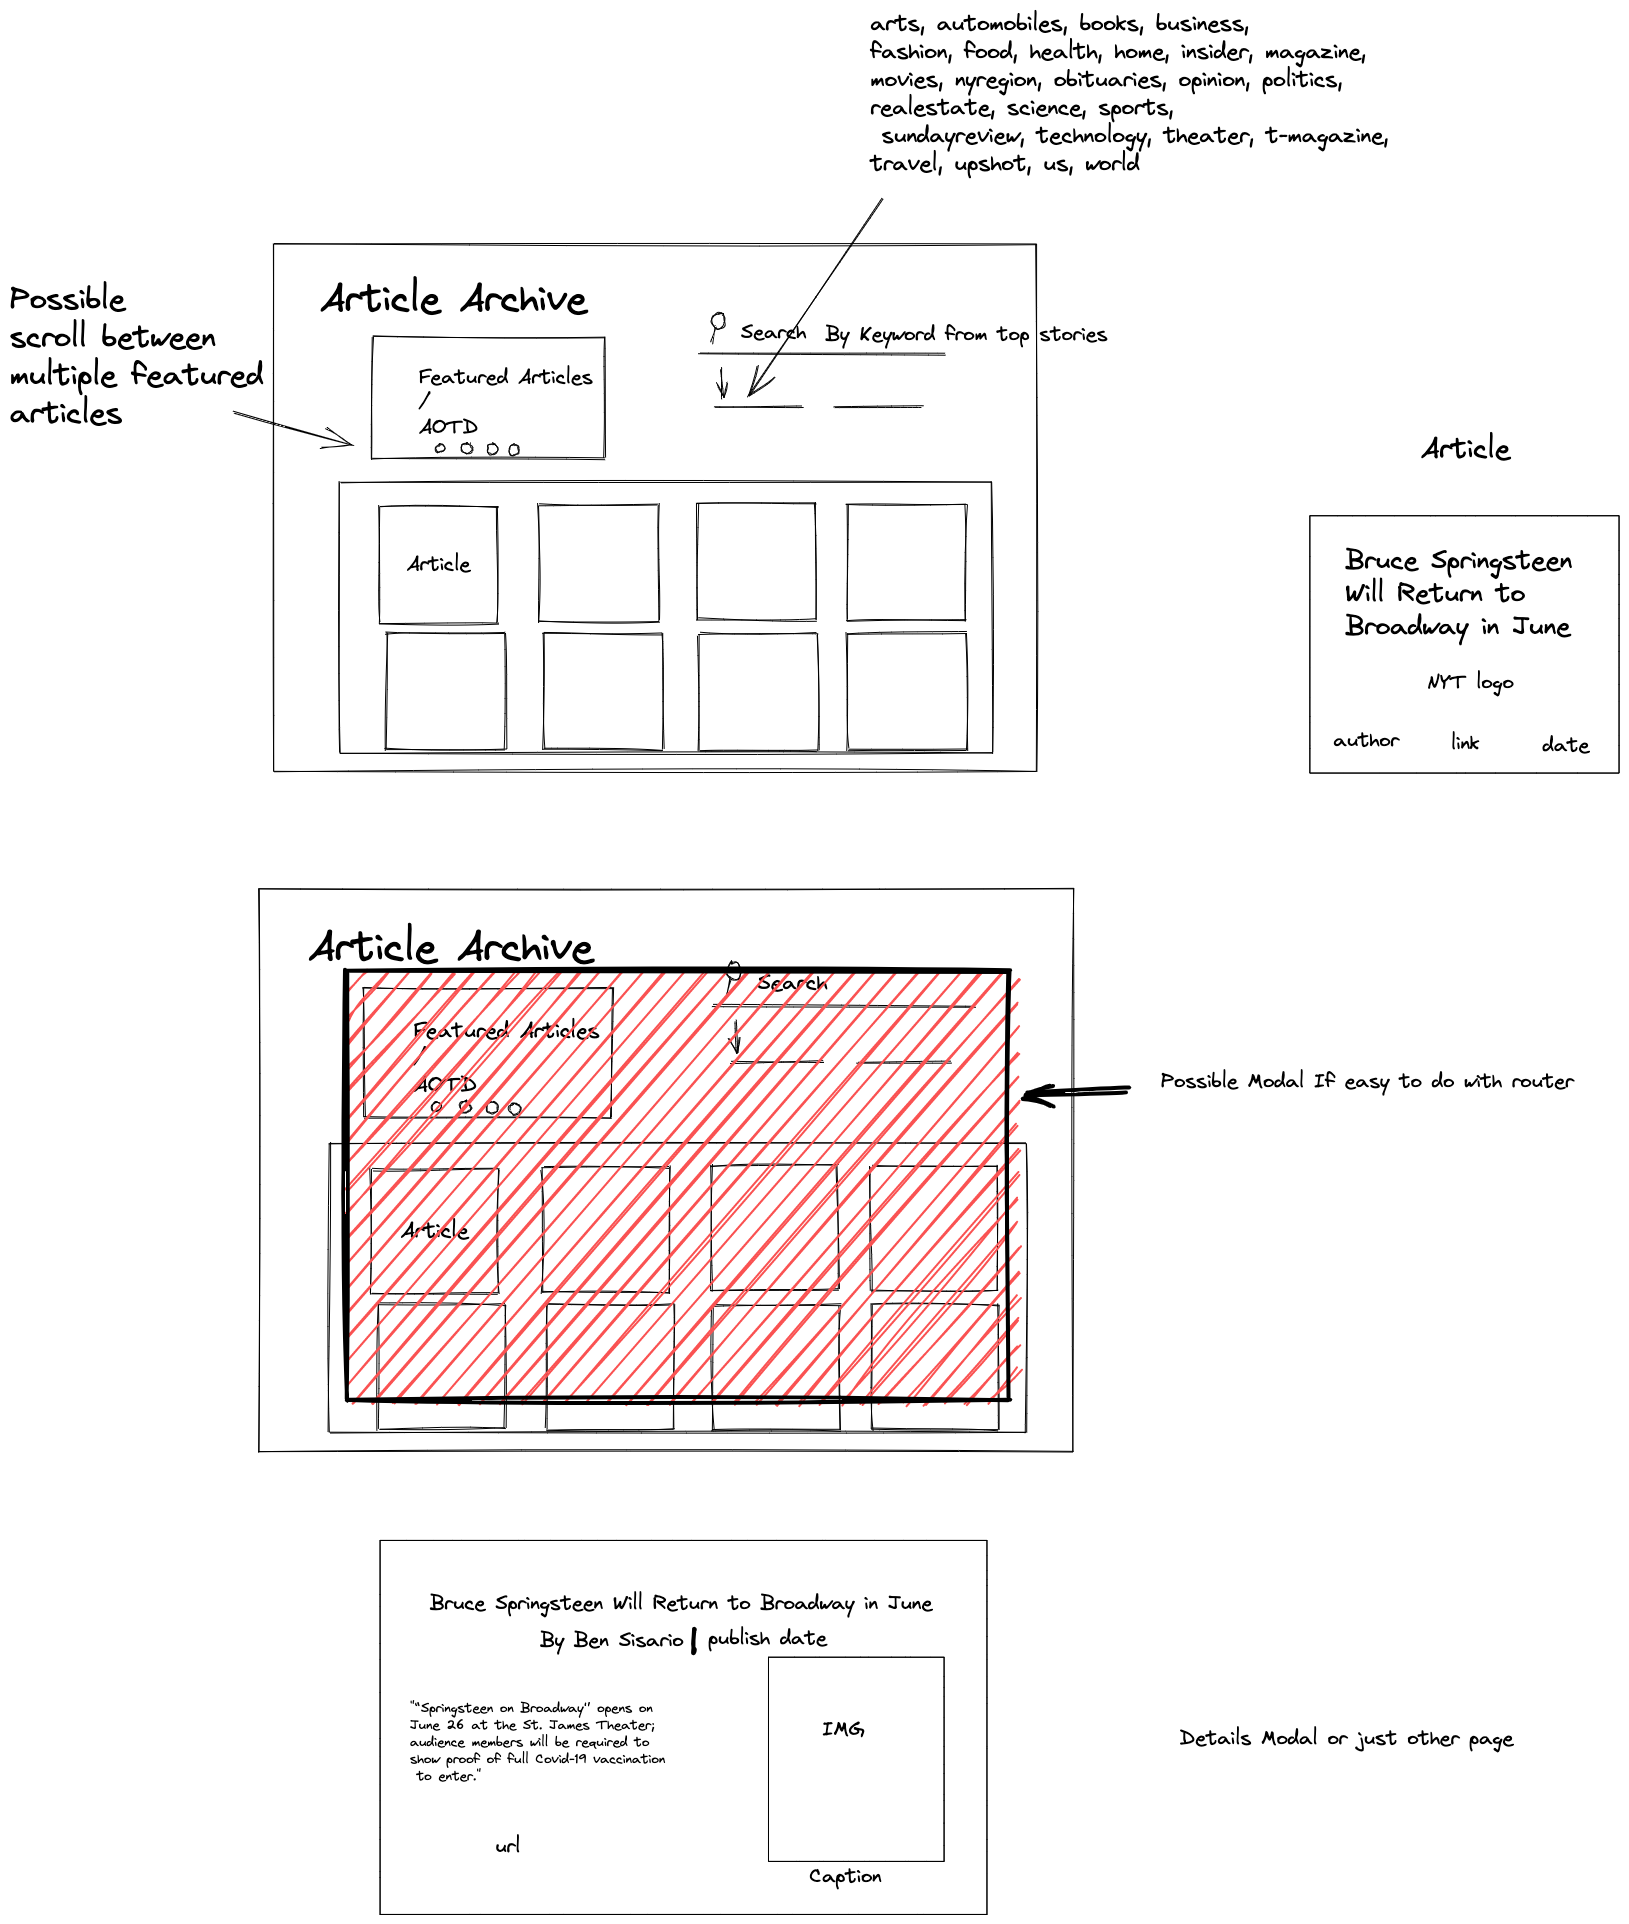 arts, automobiles, books, business,
fashion, food, health, home, insider, magazine,
movies, nyregion, obituaries, opinion, politics,
realestate, science, sports,
sundayreview, technology, theater, t-magazine,
travel, upshot, us, world
Possible
scroll between
multiple featured
articles
Article Archive
Search By Keyword from top stories
Featured Articles
/
AOTD
Article
Article
Bruce Springsteen
Will Return to
Broadway in June
NYT logo
author link date
Article Archive
Search
Featured Articles
/
AOTD
Article
Possible Modal If easy to do with router
Bruce Springsteen Will Return to Broadway in June
By Ben Sisario | publish date
"“Springsteen on Broadway” opens on
June 26 at the St. James Theater;
audience members will be required to
show proof of full Covid-19 vaccination
to enter."
url
IMG
Caption
Details Modal or just other page